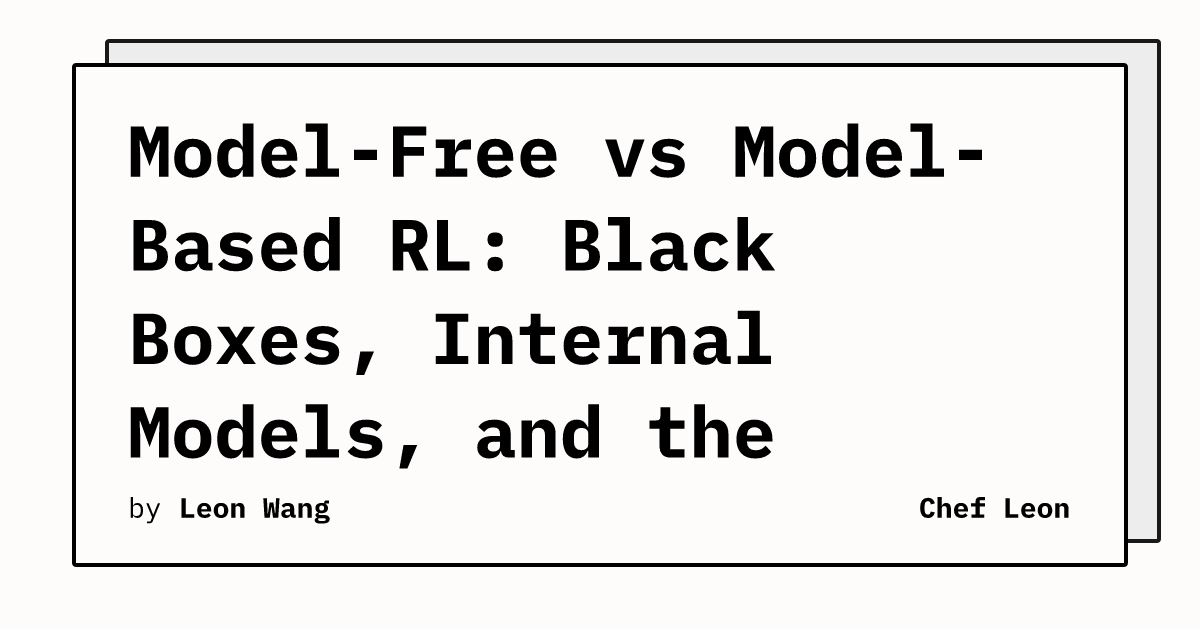 Model-Free vs Model-
Based RL: Black
Boxes, Internal
Models, and the
by Leon Wang
Chef Leon